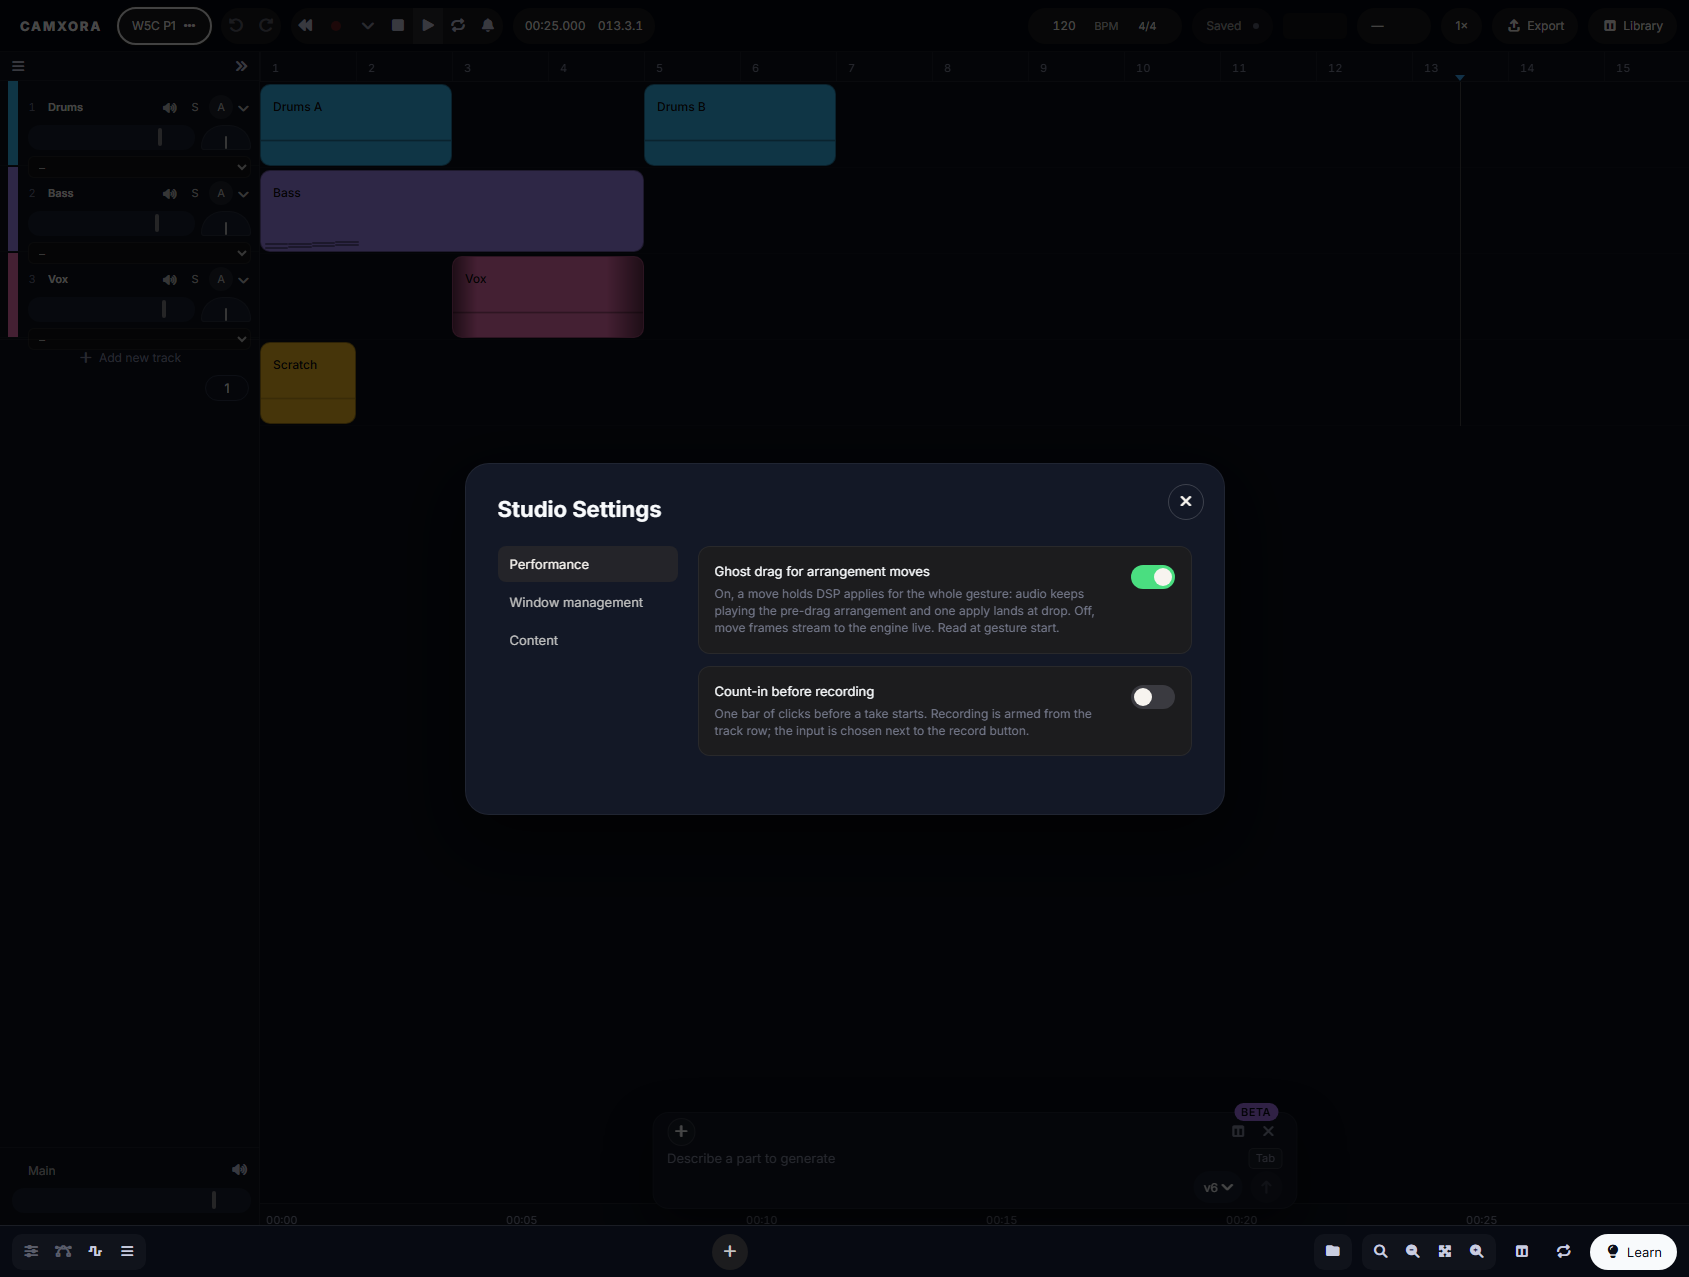 CAMXORA
W5C P1 •••
00:25.000 013.3.1
120 BPM 4/4
Saved
1×
Export
Library
1 2 3 4 5 6 7 8 9 10 11 12 13 14 15
1 Drums S A
–
2 Bass S A
–
3 Vox S A
–
Add new track
1
Drums A
Drums B
Bass
Vox
Scratch
Studio Settings
Performance
Window management
Content
Ghost drag for arrangement moves
On, a move holds DSP applies for the whole gesture: audio keeps
playing the pre-drag arrangement and one apply lands at drop. Off,
move frames stream to the engine live. Read at gesture start.
Count-in before recording
One bar of clicks before a take starts. Recording is armed from the
track row; the input is chosen next to the record button.
BETA
Describe a part to generate
Tab
v6
Main
00:00 00:05 00:10 00:15 00:20 00:25
Learn